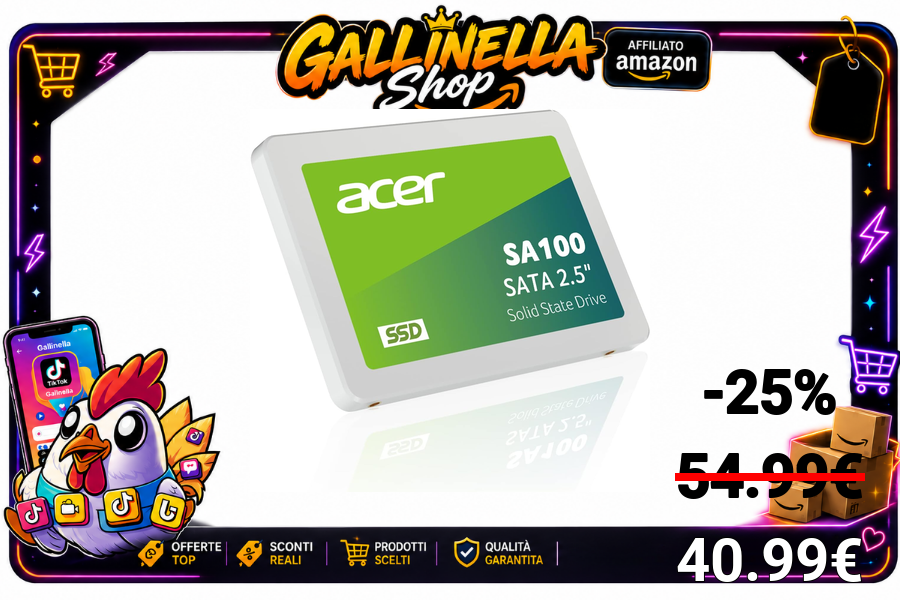 GALLINELLA
Shop
AFFILIATO
amazon
acer
SA100
SATA 2.5"
Solid State Drive
SSD
Gallinella
TikTok
Gallinella
-25%
54.99€
40.99€
OFFERTE
TOP
SCONTI
REALI
PRODOTTI
SCELTI
QUALITÀ
GARANTITA